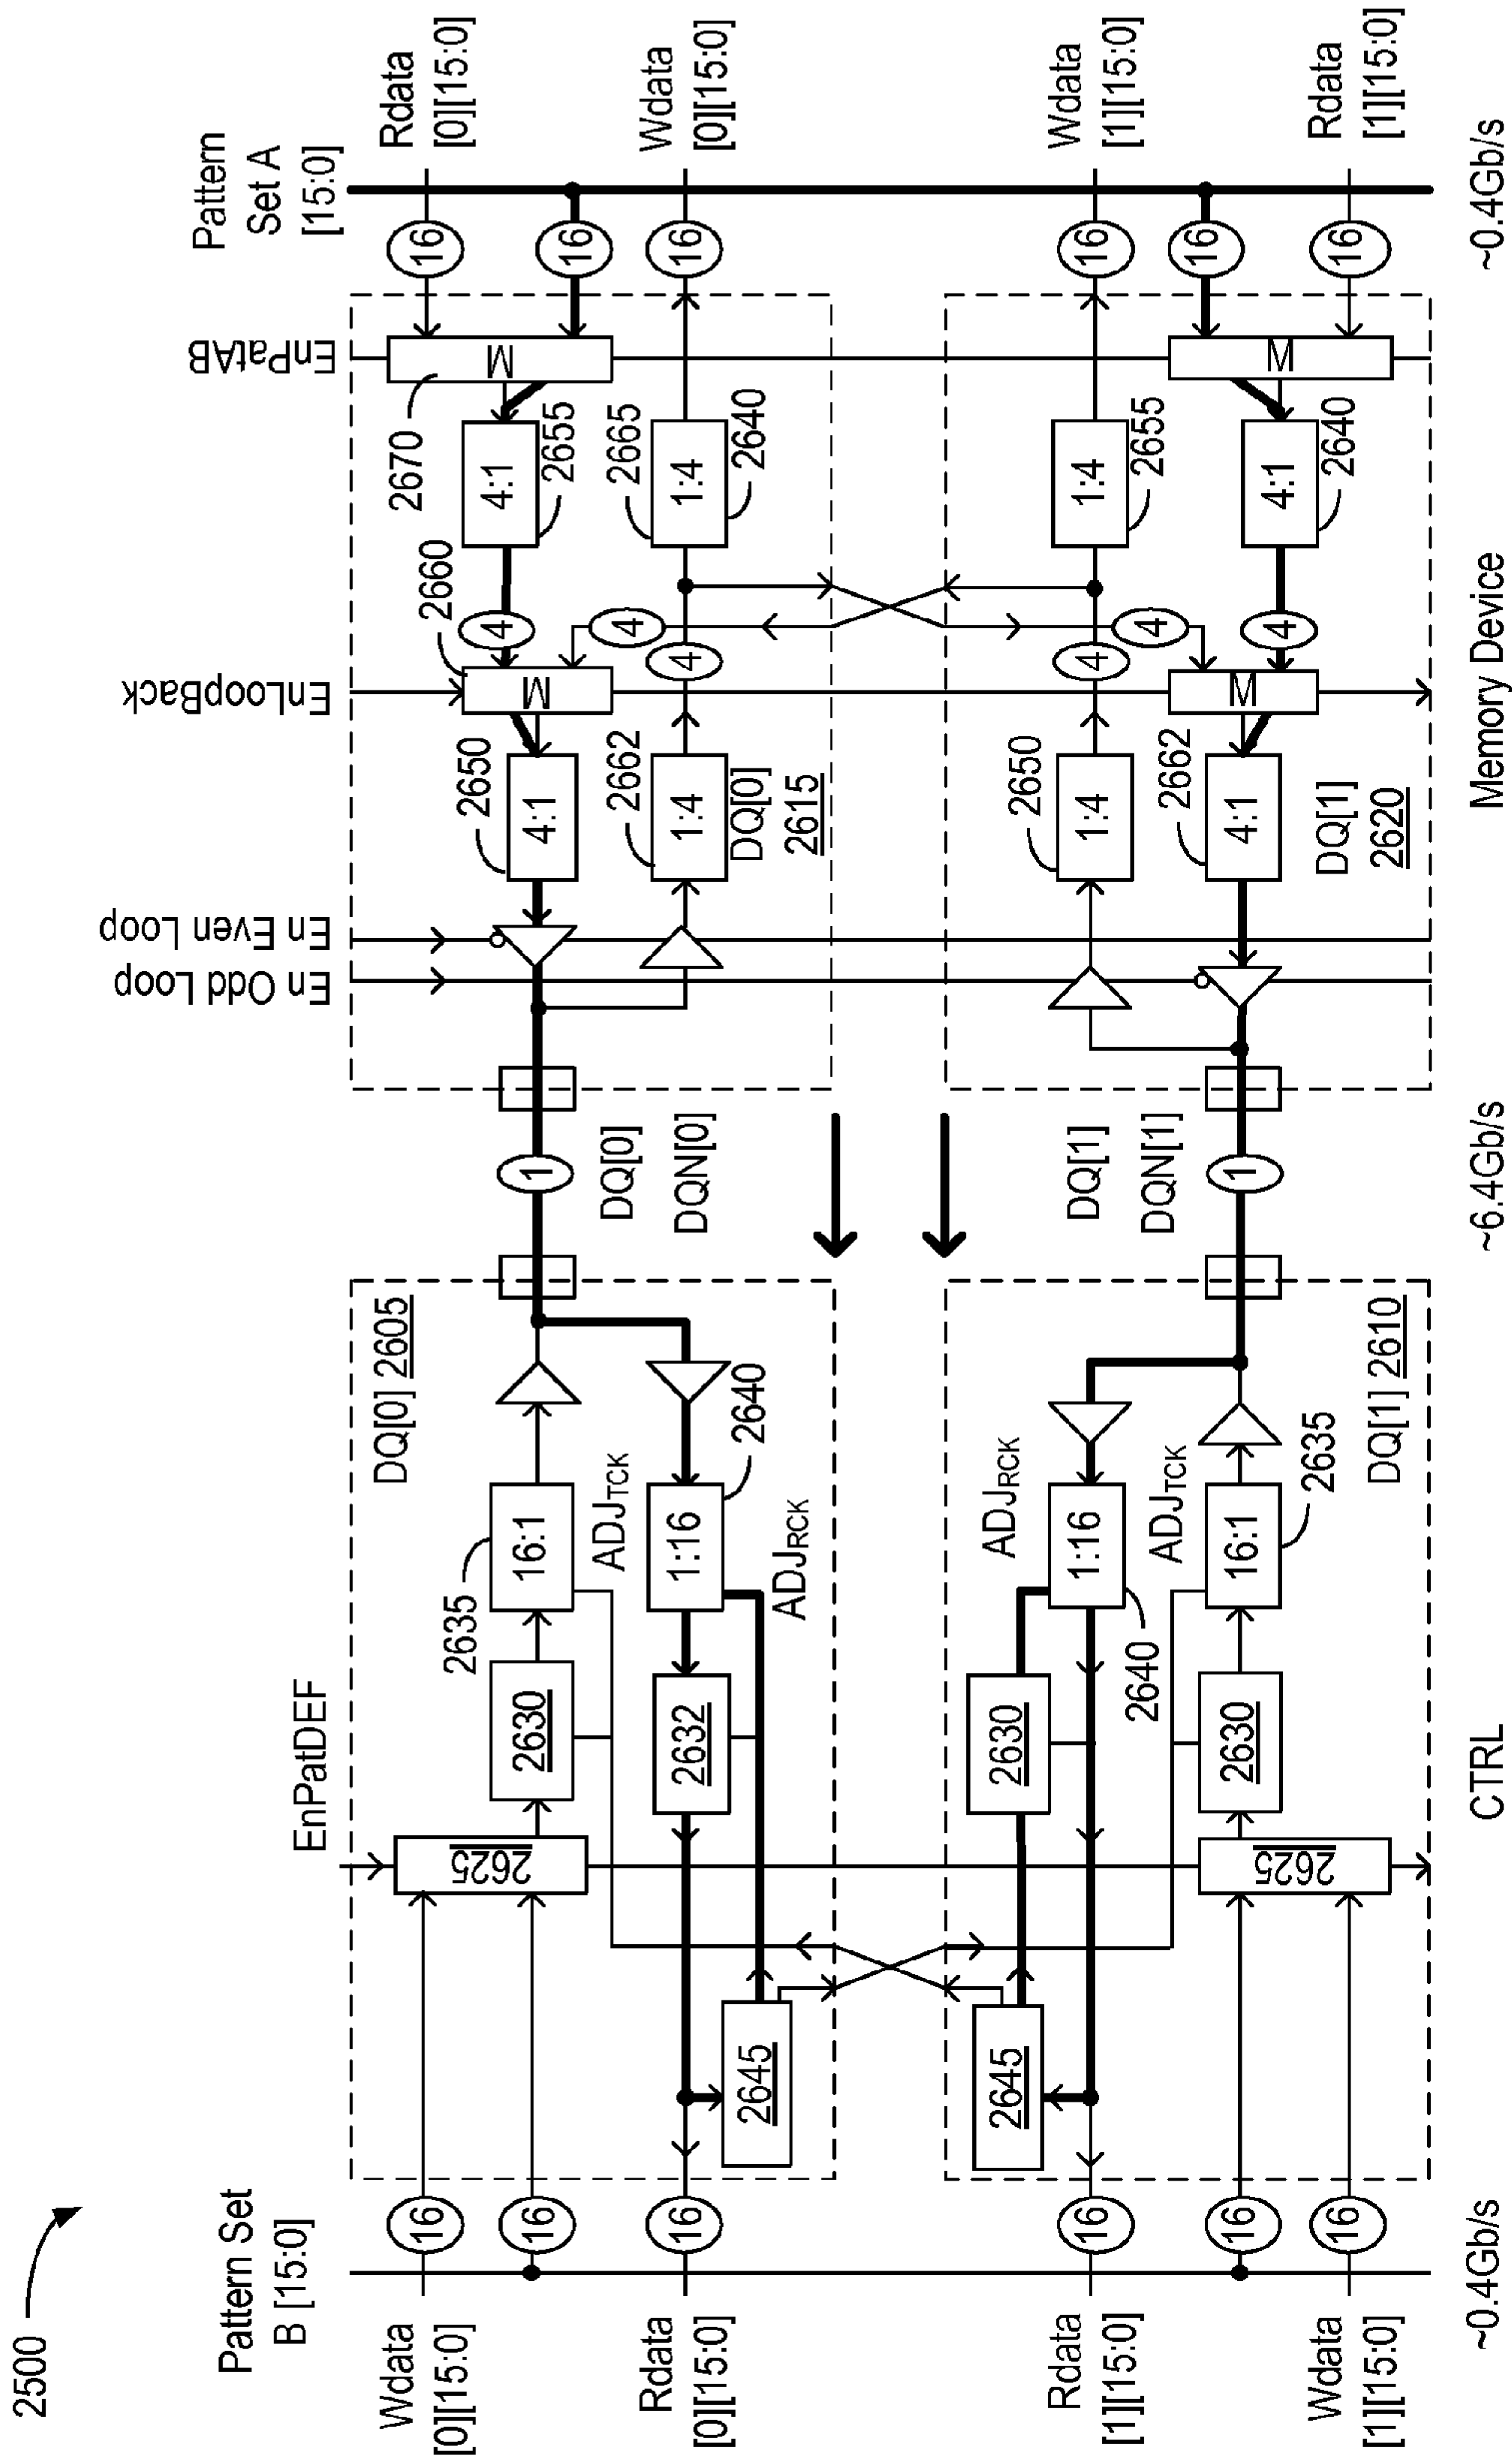 2500
Pattern Set
B [15:0]
Wdata
[0][15:0]
Rdata
[0][15:0]
Rdata
[1][15:0]
Wdata
[1][15:0]
~0.4Gb/s
16
16
16
16
16
16
EnPatDEF
DQ[0] 2605
2625
2630
2635
16:1
ADJTCK
2632
1:16
2640
ADJRCK
2645
2645
ADJRCK
2630
1:16
2640
ADJTCK
2625
2630
16:1
2635
DQ[1] 2610
CTRL
1
DQ[0]
DQN[0]
DQ[1]
DQN[1]
1
~6.4Gb/s
En Odd Loop
En Even Loop
EnLoopBack
EnPatAB
2650
4:1
2660
M
4
4:1
2655
2670
M
2662
1:4
DQ[0]
2615
4
4
2665
1:4
2640
2650
1:4
4
4
1:4
2655
2662
4:1
DQ[1]
2620
M
4
4:1
2640
M
Memory Device
16
16
16
16
16
16
Pattern
Set A
[15:0]
Rdata
[0][15:0]
Wdata
[0][15:0]
Wdata
[1][15:0]
Rdata
[1][15:0]
~0.4Gb/s